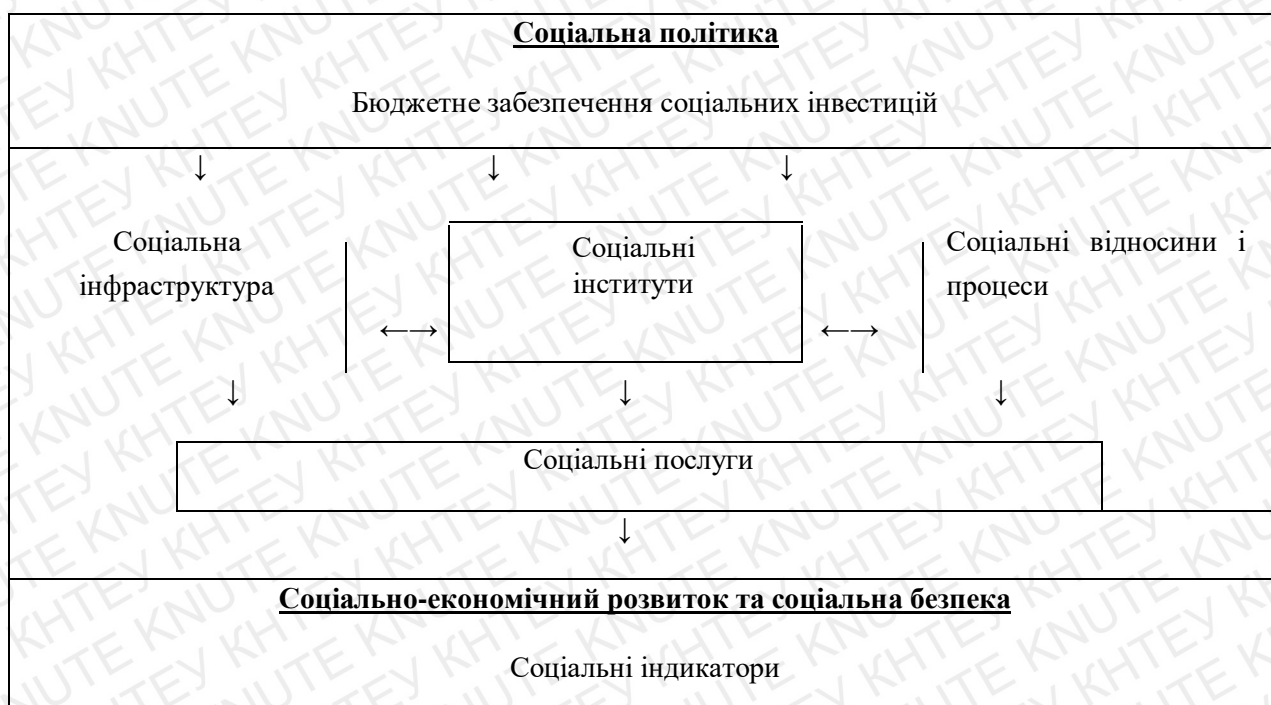 Соціальна політика
Бюджетне забезпечення соціальних інвестицій
↓ ↓ ↓
Соціальна
інфраструктура
←→
Соціальні
інститути
←→
Соціальні відносини і
процеси
↓ ↓ ↓
Соціальні послуги
↓
Соціально-економічний розвиток та соціальна безпека
Соціальні індикатори